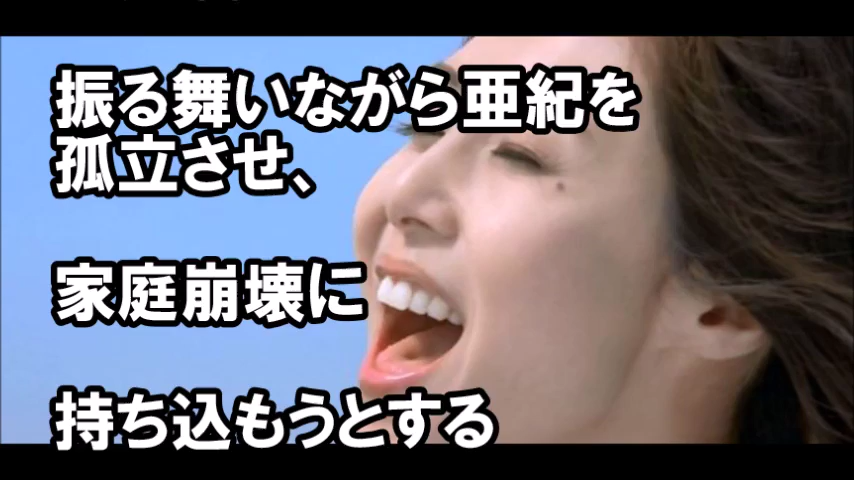 振る舞いながら亜紀を
孤立させ、
家庭崩壊に
持ち込もうとする